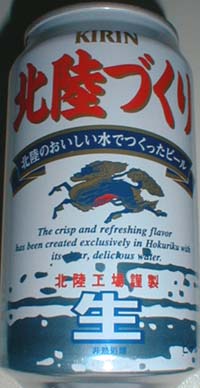 KIRIN
北陸づくり
北陸のおいしい水でつくったビール
The crisp and refreshing flavor
has been created exclusively in Hokuriku with
its clear, delicious water.
北陸工場謹製
生
非熱処理